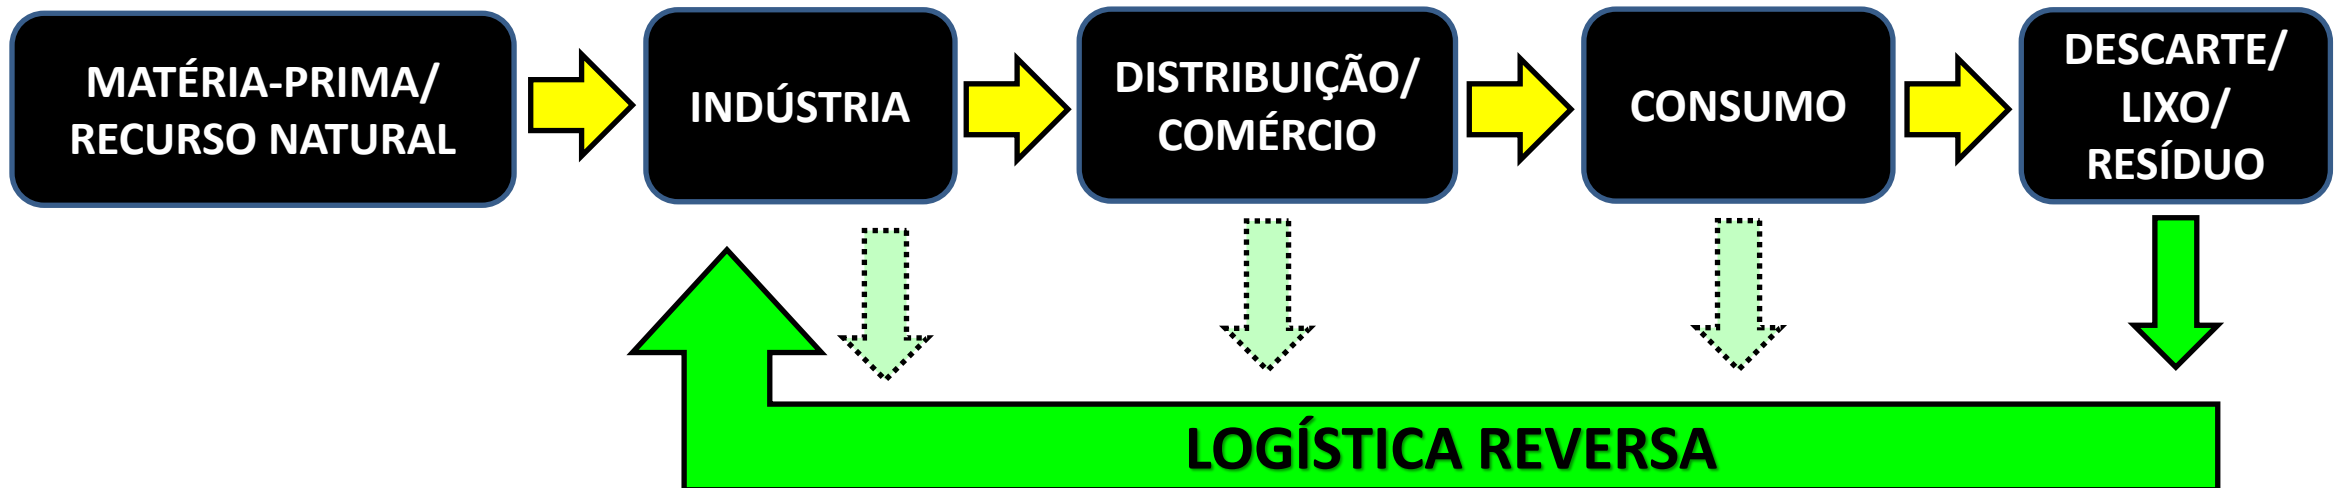 MATÉRIA-PRIMA/
RECURSO NATURAL
INDÚSTRIA
DISTRIBUIÇÃO/
COMÉRCIO
CONSUMO
DESCARTE/
LIXO/
RESÍDUO
LOGÍSTICA REVERSA